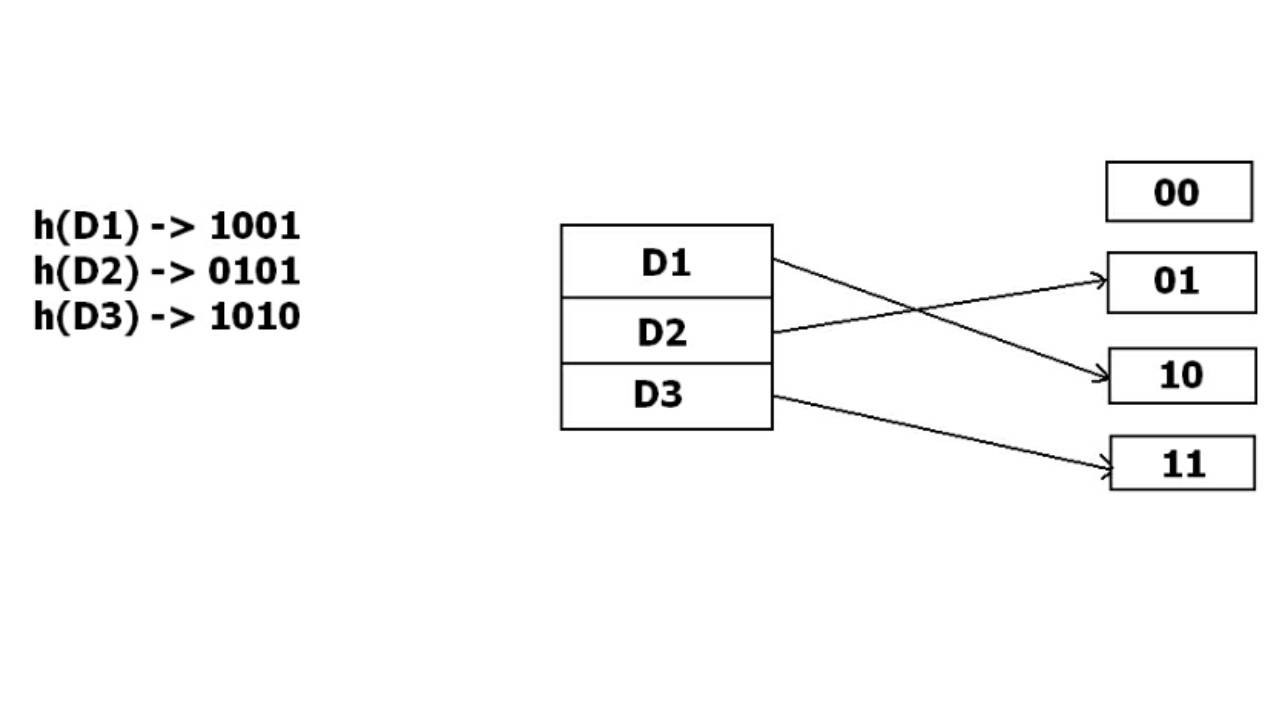 h(D1) -> 1001
h(D2) -> 0101
h(D3) -> 1010
D1
D2
D3
00
01
10
11